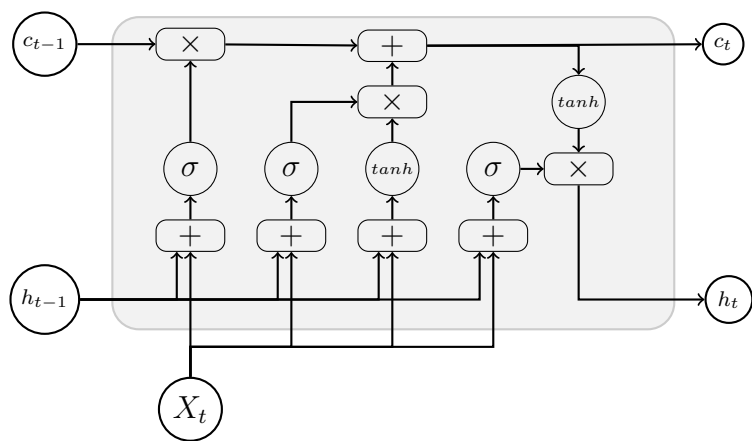 c_{t−1} × + c_t
× tanh
σ σ tanh σ ×
+ + + +
h_{t−1} h_t
X_t